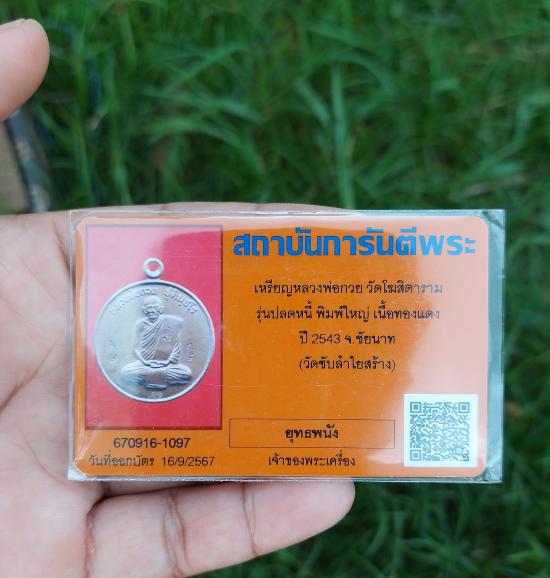 สถาบันการันตีพระ
เหรียญหลวงพ่อกวย วัดโฆสิตาราม
รุ่นปลดหนี้ พิมพ์ใหญ่ เนื้อทองแดง
ปี 2543 จ.ชัยนาท
(วัดซับลำใยสร้าง)
ยุทธพนัง
เจ้าของพระเครื่อง
670916-1097
วันที่ออกบัตร 16/9/2567